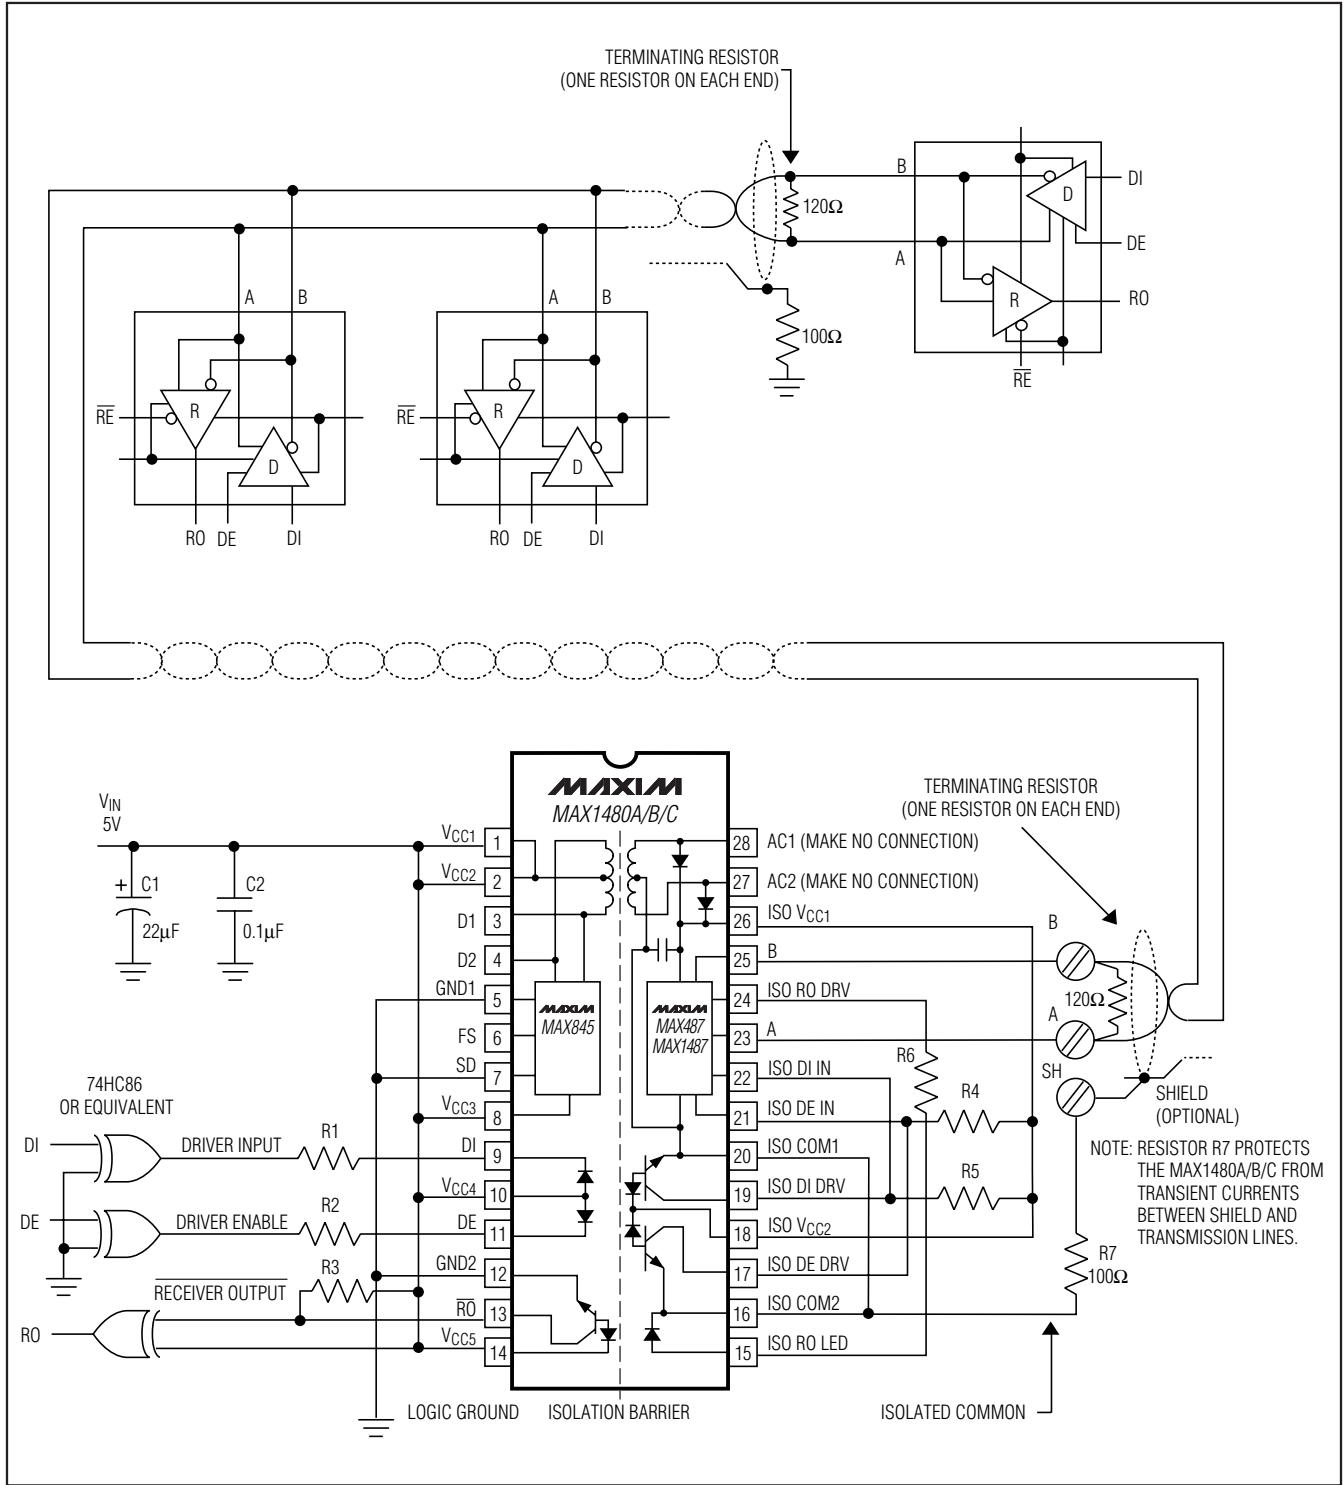 TERMINATING RESISTOR
(ONE RESISTOR ON EACH END)
B
DI
D
120Ω
DE
A
A
B
A
B
R
RO
100Ω
RE
RE
R
RE
R
D
D
RO
DE
DI
RO
DE
DI
MAXIM
MAX1480A/B/C
TERMINATING RESISTOR
(ONE RESISTOR ON EACH END)
VIN
5V
VCC1
1
28
AC1 (MAKE NO CONNECTION)
VCC2
2
27
AC2 (MAKE NO CONNECTION)
+
C1
22µF
C2
0.1µF
D1
3
26
ISO VCC1
B
D2
4
25
B
GND1
5
24
ISO RO DRV
120Ω
MAXIM
MAX845
MAXIM
MAX487
MAX1487
FS
6
23
A
A
SD
7
22
ISO DI IN
R6
SH
74HC86
OR EQUIVALENT
VCC3
8
21
ISO DE IN
R4
SHIELD
(OPTIONAL)
DI
DRIVER INPUT
R1
DI
9
20
ISO COM1
NOTE: RESISTOR R7 PROTECTS
THE MAX1480A/B/C FROM
TRANSIENT CURRENTS
BETWEEN SHIELD AND
TRANSMISSION LINES.
VCC4
10
19
ISO DI DRV
R5
DE
DRIVER ENABLE
R2
DE
11
18
ISO VCC2
GND2
12
17
ISO DE DRV
R7
100Ω
RECEIVER OUTPUT
R3
RO
13
16
ISO COM2
RO
VCC5
14
15
ISO RO LED
LOGIC GROUND
ISOLATION BARRIER
ISOLATED COMMON